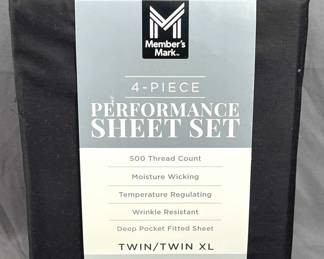 Member's
Mark™
4-PIECE
PERFORMANCE
SHEET SET
500 Thread Count
Moisture Wicking
Temperature Regulating
Wrinkle Resistant
Deep Pocket Fitted Sheet
TWIN/TWIN XL